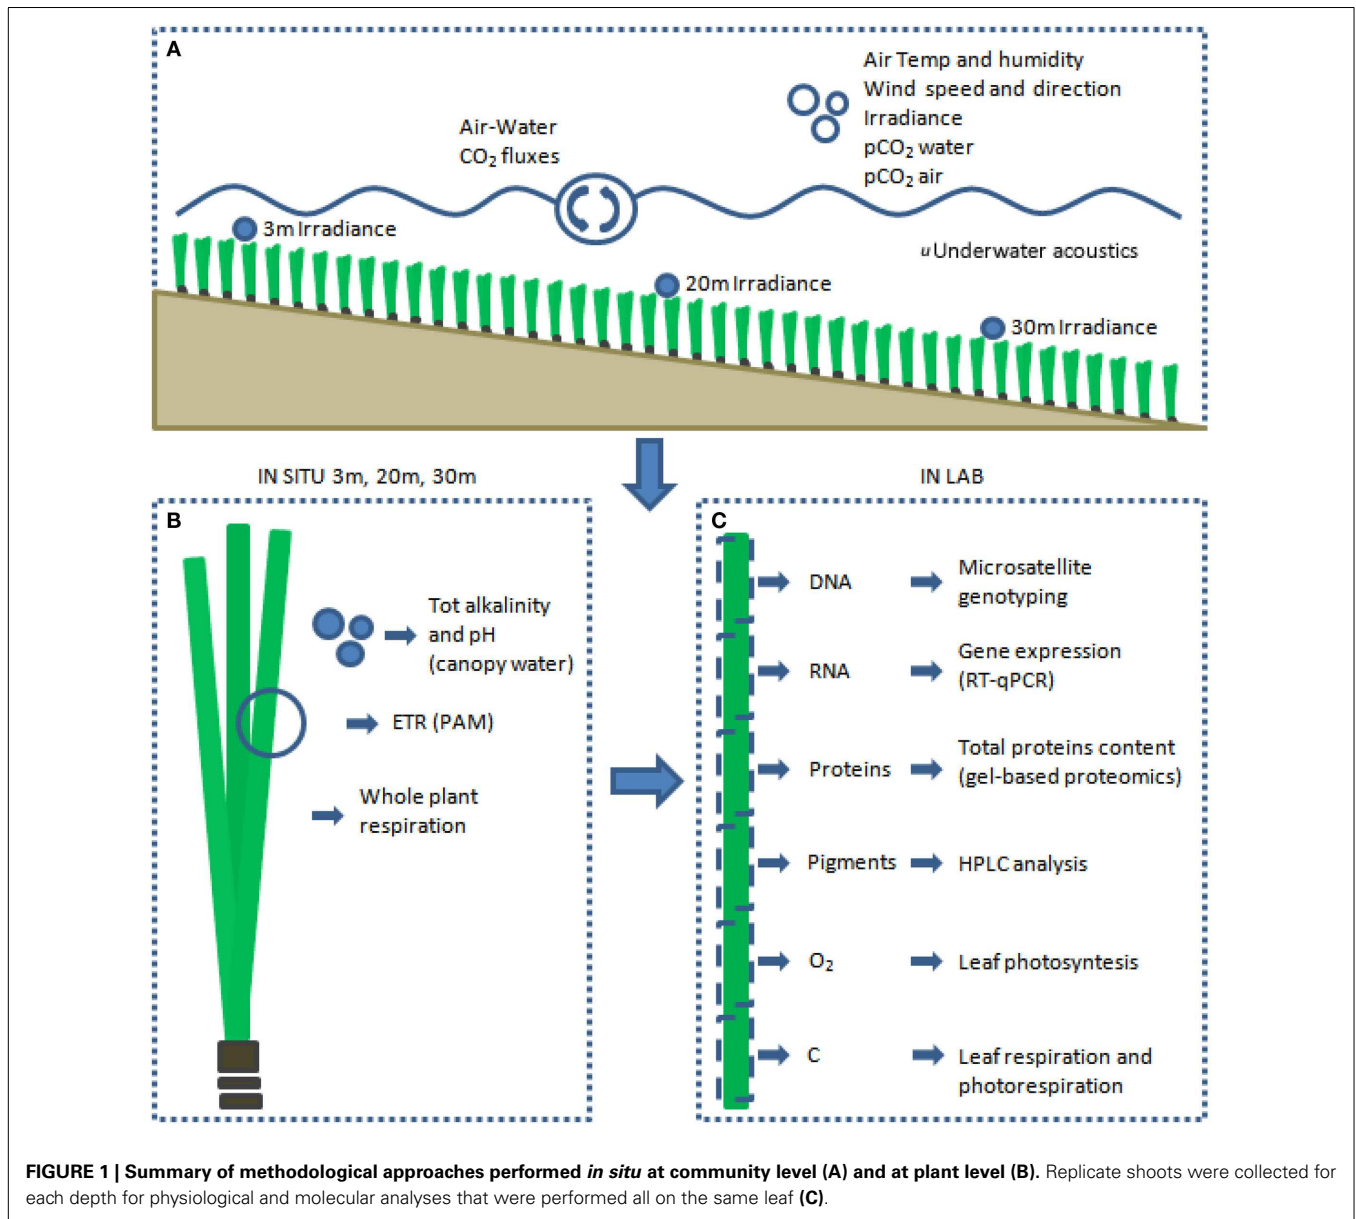 A
Air Temp and humidity
Wind speed and direction
Irradiance
pCO₂ water
pCO₂ air
Air-Water
CO₂ fluxes
3m Irradiance
u Underwater acoustics
20m Irradiance
30m Irradiance
IN SITU 3m, 20m, 30m
IN LAB
B
Tot alkalinity
and pH
(canopy water)
ETR (PAM)
Whole plant
respiration
C
DNA
Microsatellite
genotyping
RNA
Gene expression
(RT-qPCR)
Proteins
Total proteins content
(gel-based proteomics)
Pigments
HPLC analysis
O₂
Leaf photosyntesis
C
Leaf respiration and
photorespiration
FIGURE 1 | Summary of methodological approaches performed in situ at community level (A) and at plant level (B). Replicate shoots were collected for
each depth for physiological and molecular analyses that were performed all on the same leaf (C).